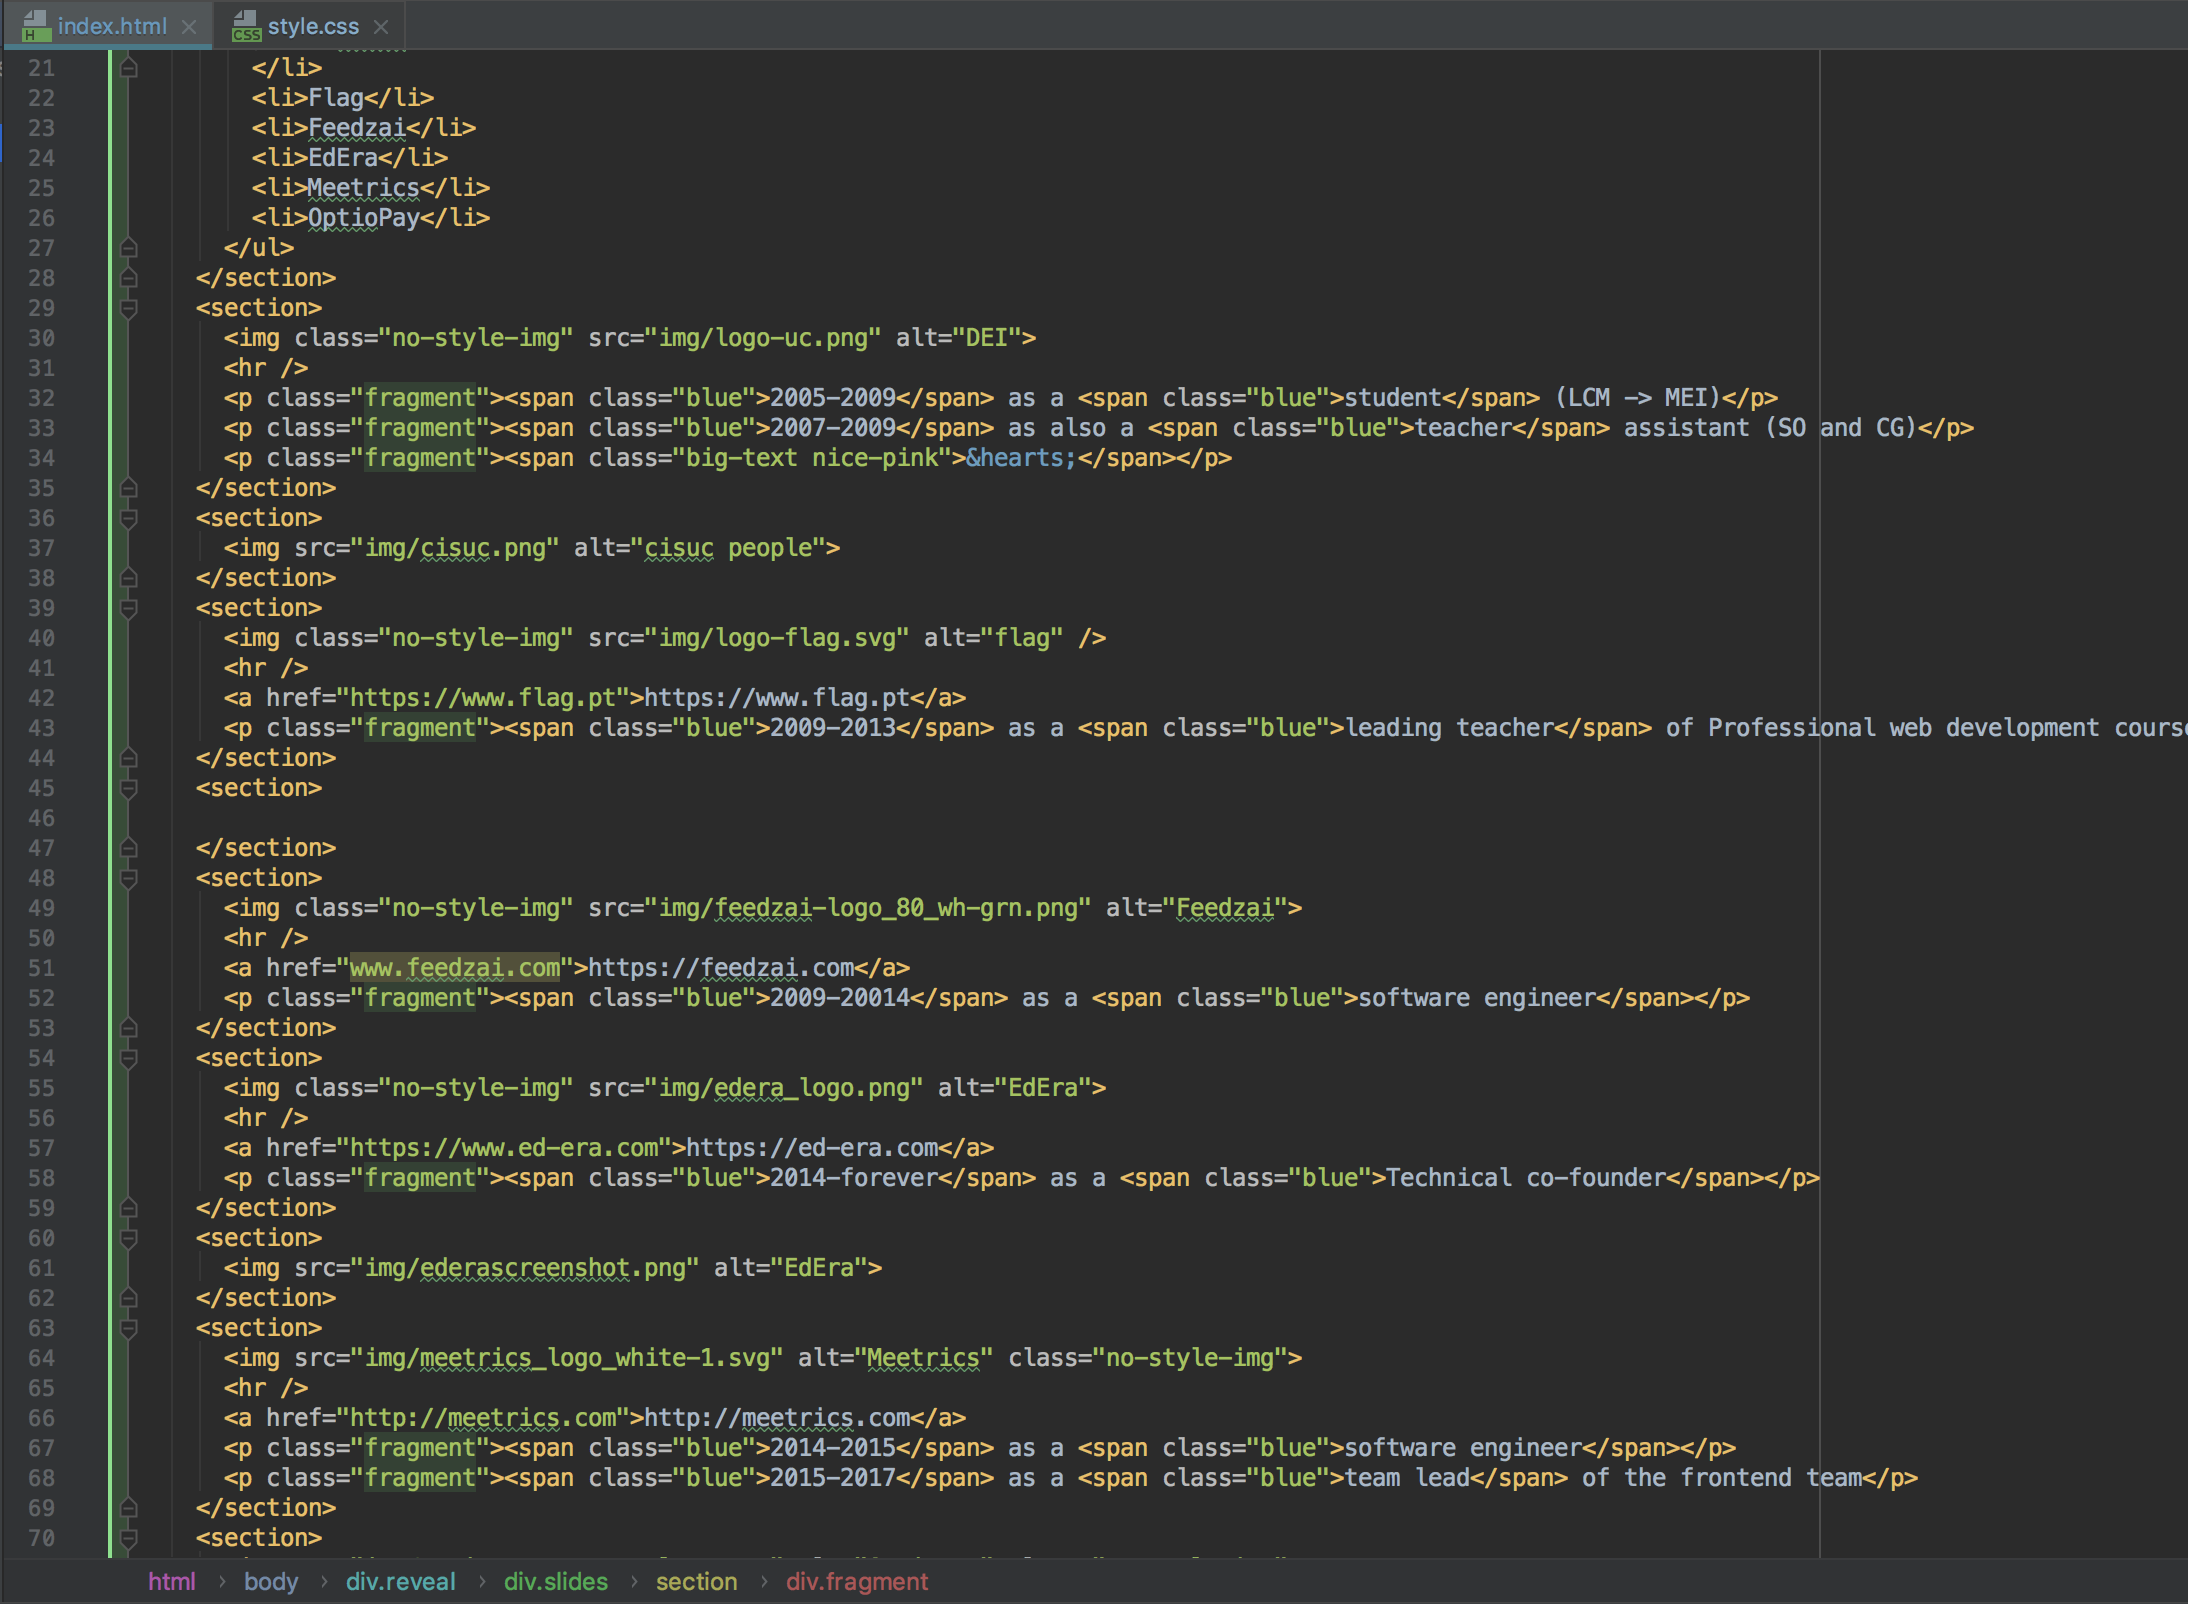 index.html
style.css
21 </li>
22 <li>Flag</li>
23 <li>Feedzai</li>
24 <li>EdEra</li>
25 <li>Meetrics</li>
26 <li>OptioPay</li>
27 </ul>
28 </section>
29 <section>
30 <img class="no-style-img" src="img/logo-uc.png" alt="DEI">
31 <hr />
32 <p class="fragment"><span class="blue">2005-2009</span> as a <span class="blue">student</span> (LCM -> MEI)</p>
33 <p class="fragment"><span class="blue">2007-2009</span> as also a <span class="blue">teacher</span> assistant (SO and CG)</p>
34 <p class="fragment"><span class="big-text nice-pink">&hearts;</span></p>
35 </section>
36 <section>
37 <img src="img/cisuc.png" alt="cisuc people">
38 </section>
39 <section>
40 <img class="no-style-img" src="img/logo-flag.svg" alt="flag" />
41 <hr />
42 <a href="https://www.flag.pt">https://www.flag.pt</a>
43 <p class="fragment"><span class="blue">2009-2013</span> as a <span class="blue">leading teacher</span> of Professional web development cours
44 </section>
45 <section>
46
47 </section>
48 <section>
49 <img class="no-style-img" src="img/feedzai-logo_80_wh-grn.png" alt="Feedzai">
50 <hr />
51 <a href="www.feedzai.com">https://feedzai.com</a>
52 <p class="fragment"><span class="blue">2009-20014</span> as a <span class="blue">software engineer</span></p>
53 </section>
54 <section>
55 <img class="no-style-img" src="img/edera_logo.png" alt="EdEra">
56 <hr />
57 <a href="https://www.ed-era.com">https://ed-era.com</a>
58 <p class="fragment"><span class="blue">2014-forever</span> as a <span class="blue">Technical co-founder</span></p>
59 </section>
60 <section>
61 <img src="img/ederascreenshot.png" alt="EdEra">
62 </section>
63 <section>
64 <img src="img/meetrics_logo_white-1.svg" alt="Meetrics" class="no-style-img">
65 <hr />
66 <a href="http://meetrics.com">http://meetrics.com</a>
67 <p class="fragment"><span class="blue">2014-2015</span> as a <span class="blue">software engineer</span></p>
68 <p class="fragment"><span class="blue">2015-2017</span> as a <span class="blue">team lead</span> of the frontend team</p>
69 </section>
70 <section>
html › body › div.reveal › div.slides › section › div.fragment